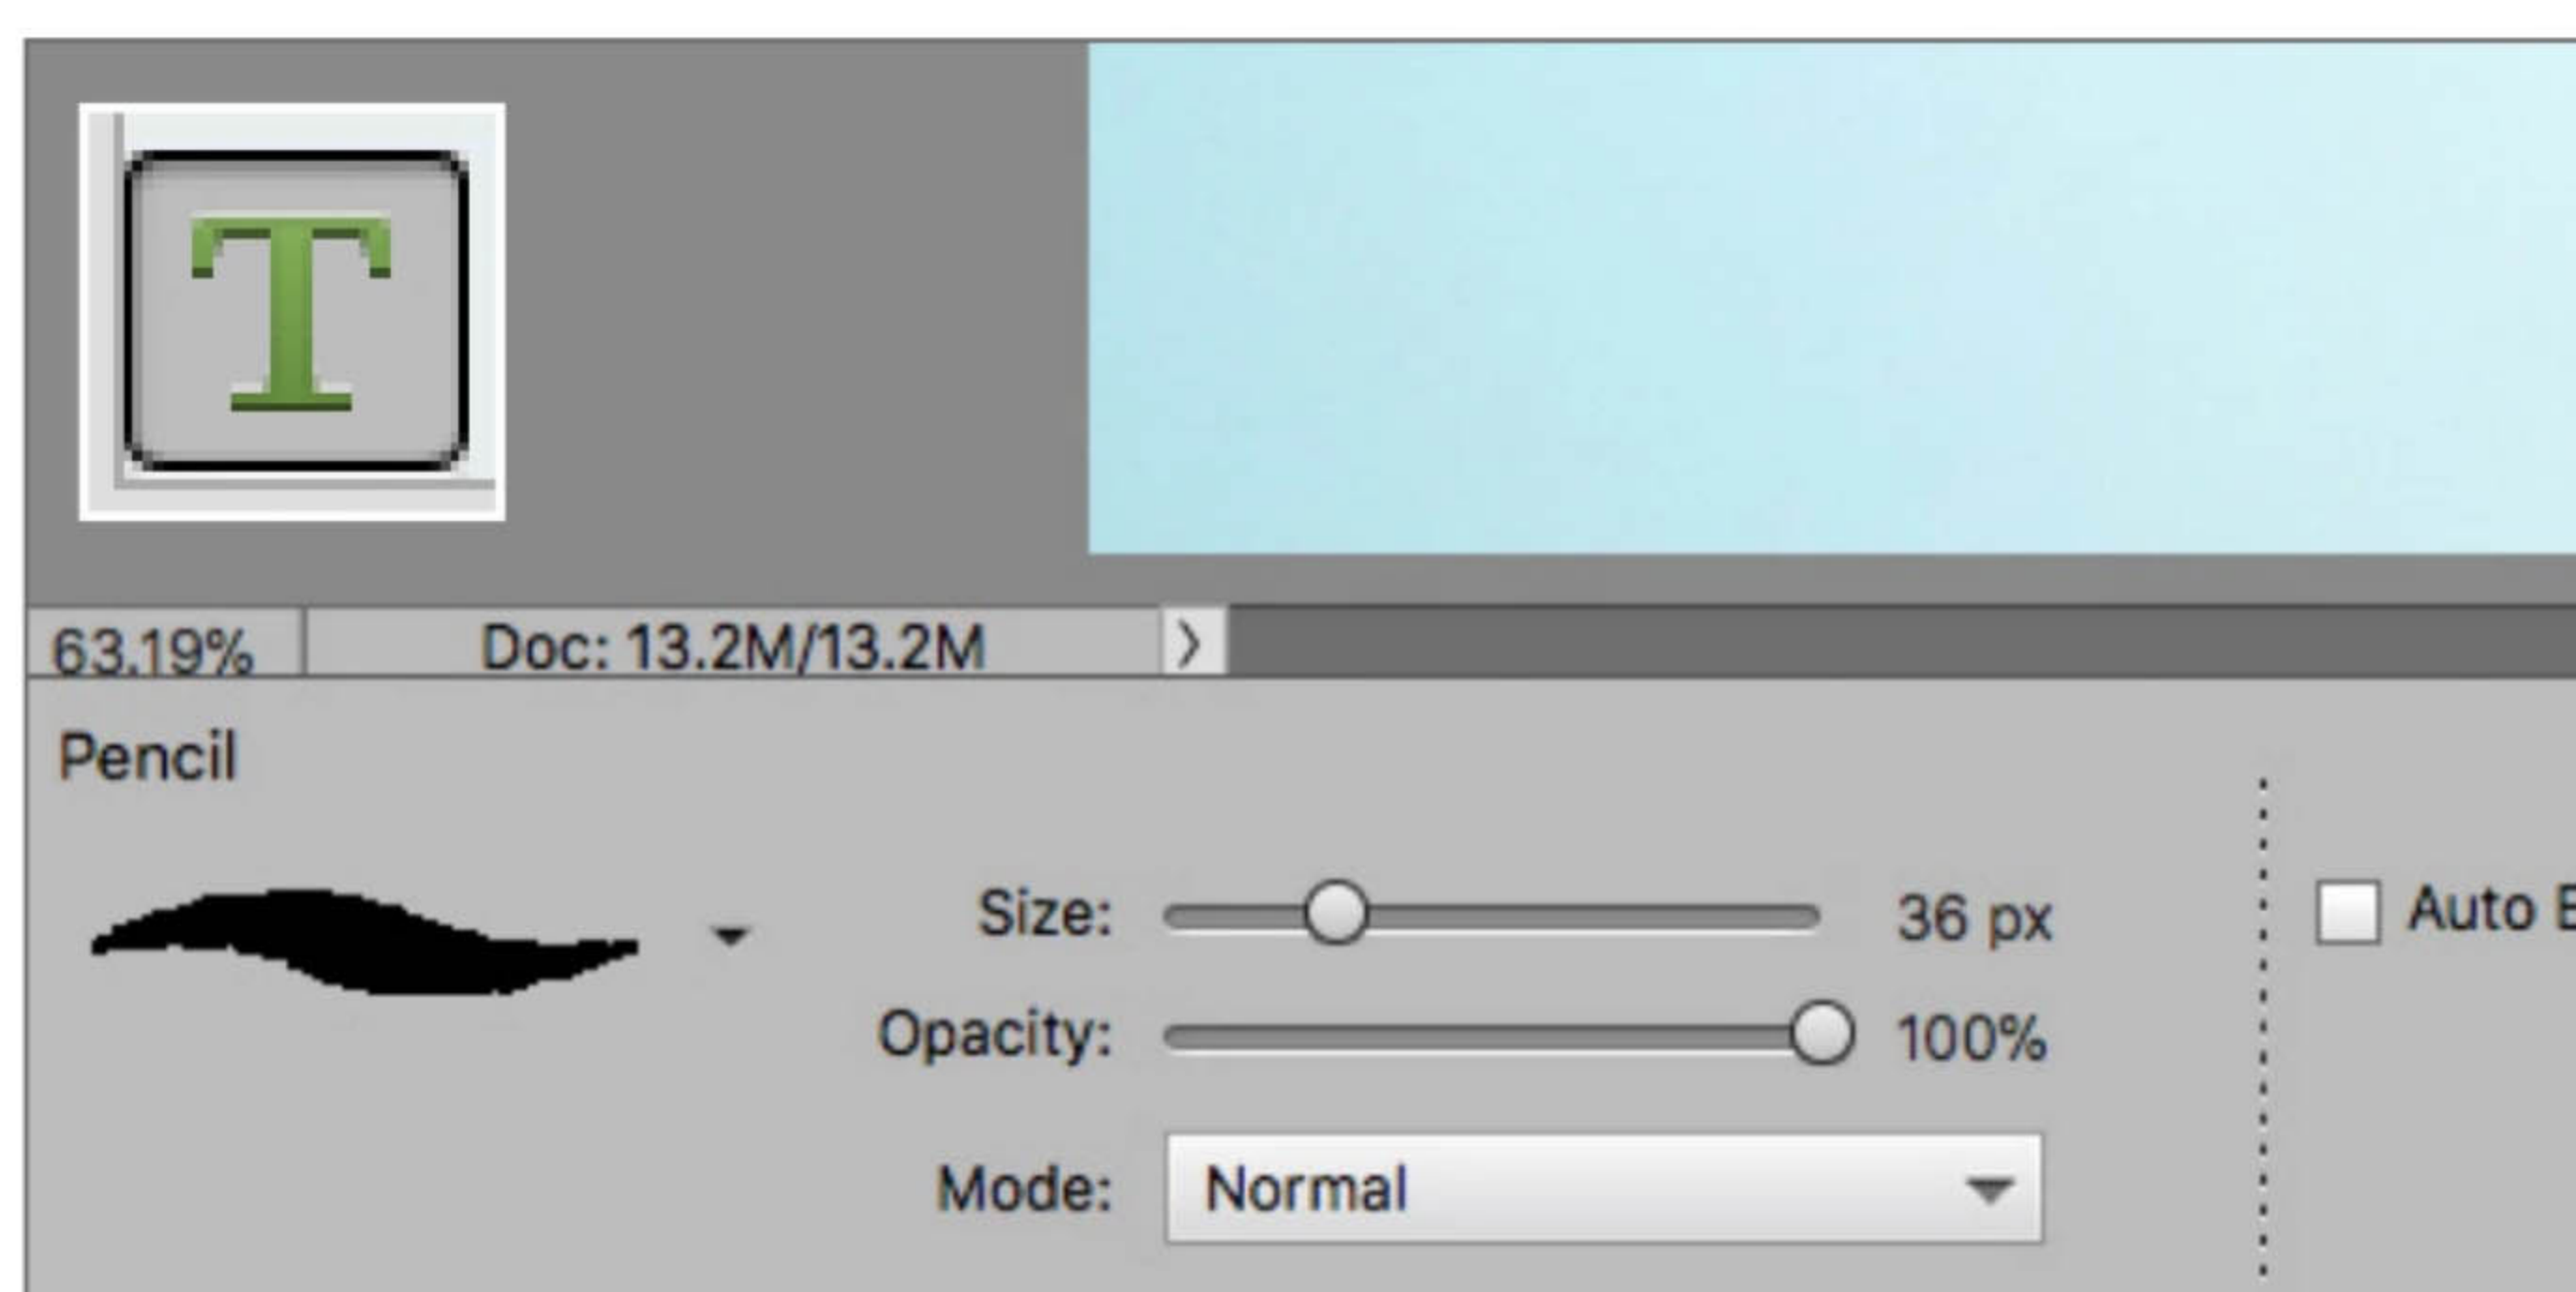 T
63.19% Doc: 13.2M/13.2M
Pencil
Size: 36 px Auto
Opacity: 100%
Mode: Normal